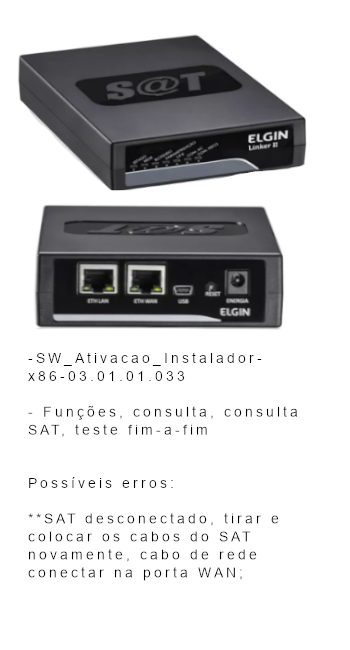 S@T
ELGIN
Linker II
ETH LAN
ETH WAN
USB
RESET
ENERGIA
ELGIN
-SW_Ativacao_Instalador-
x86-03.01.01.033
- Funções, consulta, consulta
SAT, teste fim-a-fim
Possíveis erros:
**SAT desconectado, tirar e
colocar os cabos do SAT
novamente, cabo de rede
conectar na porta WAN;